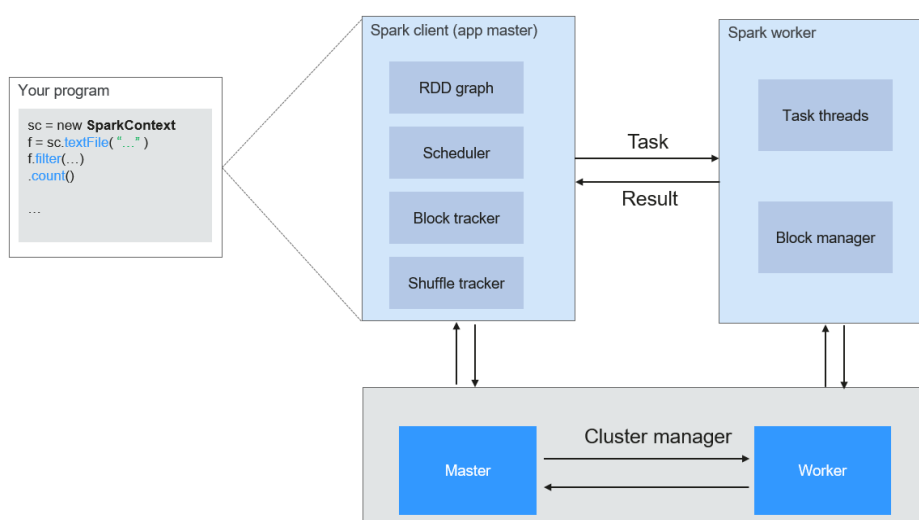 Your program
sc = new SparkContext
f = sc.textFile( “…” )
f.filter(…)
.count()
…
Spark client (app master)
RDD graph
Scheduler
Block tracker
Shuffle tracker
Task
Result
Spark worker
Task threads
Block manager
Cluster manager
Master
Worker